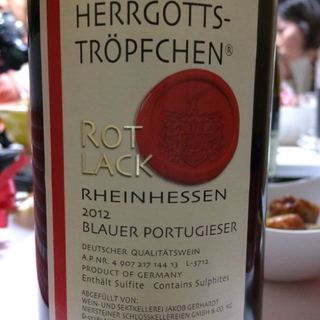 HERRGOTTS-
TRÖPFCHEN®
ROT
LACK
RHEINHESSEN
2012
BLAUER PORTUGIESER
DEUTSCHER QUALITÄTSWEIN
A.P.NR. 4 907 217 144 13 L-3712
PRODUCT OF GERMANY
Enthält Sulfite Contains Sulphites
ABGEFÜLLT VON:
WEIN- UND SEKTKELLEREI JAKOB GERHARDT
NIERSTEINER SCHLOSSKELLEREIEN GMBH & CO. KG